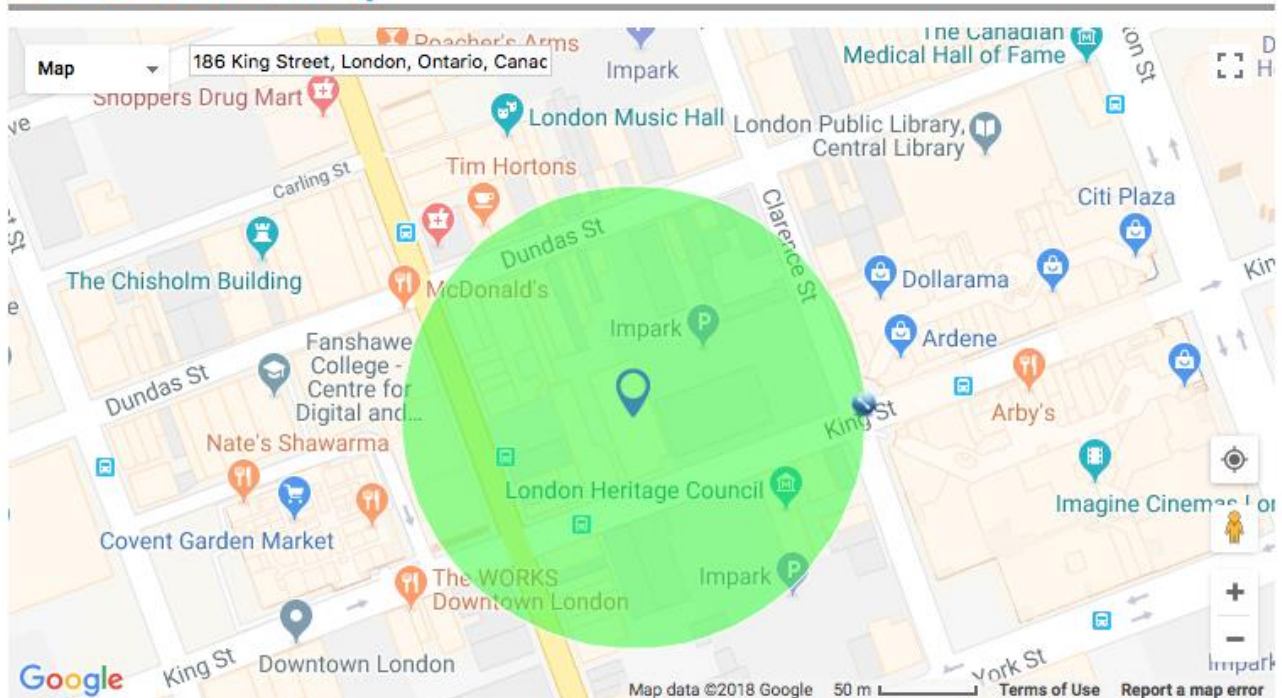 Poacher's Arms
Impark
The Canadian
Medical Hall of Fame
Map
186 King Street, London, Ontario, Canac
Shoppers Drug Mart
London Music Hall
London Public Library,
Central Library
Carling St
Tim Hortons
Clarence St
Citi Plaza
Dundas St
The Chisholm Building
McDonald's
Dollarama
Impark
Ardene
Fanshawe
College -
Centre for
Digital and...
Dundas St
King St
Arby's
Nate's Shawarma
London Heritage Council
Imagine Cinemas Lon
Covent Garden Market
The WORKS
Downtown London
Impark
King St
Downtown London
York St
Impark
Google
Map data ©2018 Google
50 m
Terms of Use
Report a map error